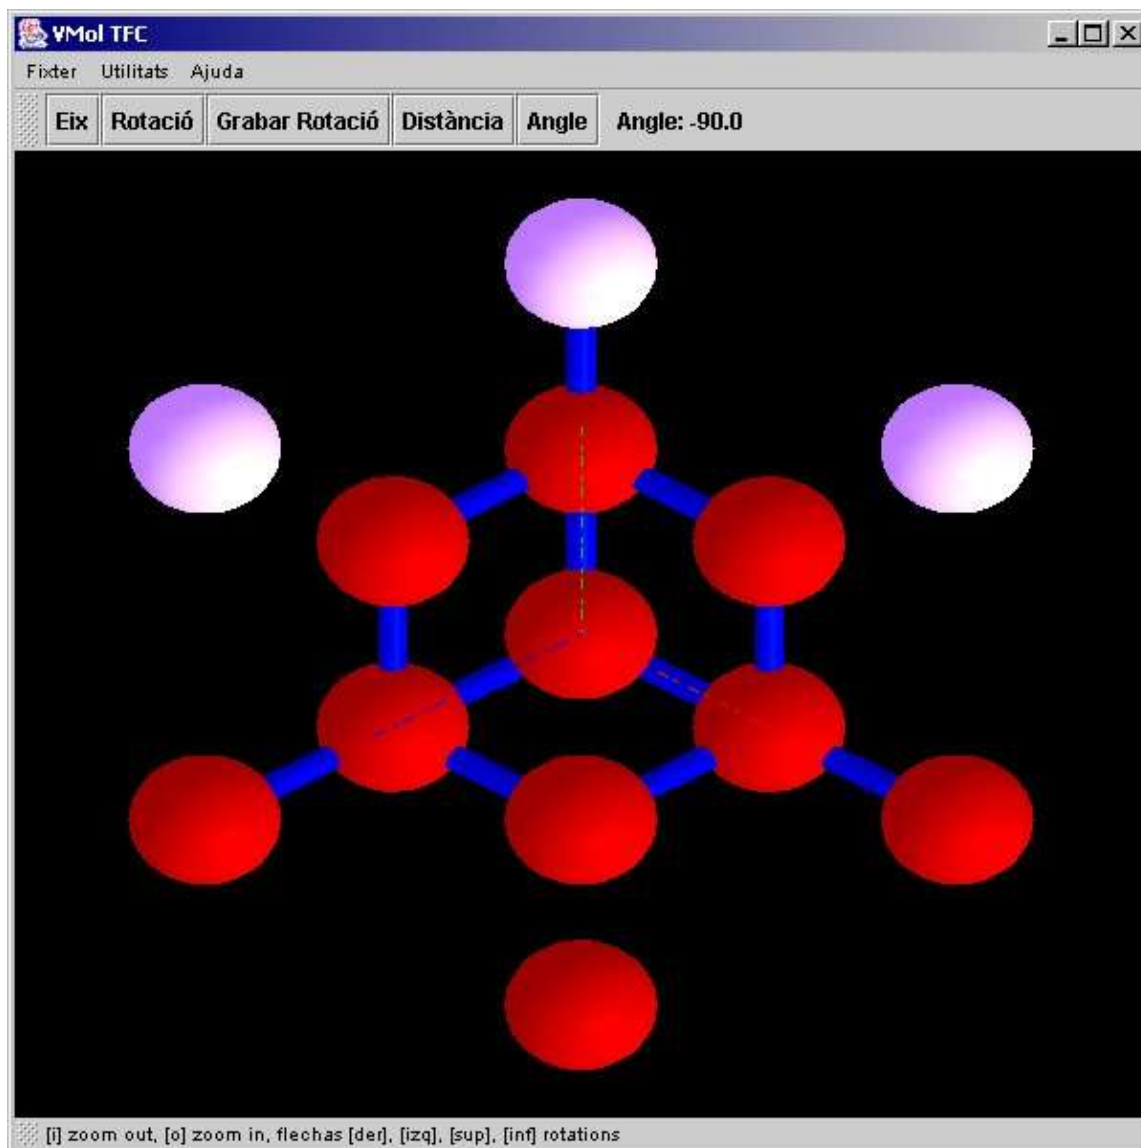 VMol TFC
Fixter Utilitats Ajuda
Eix Rotació Grabar Rotació Distància Angle Angle: -90.0
[i] zoom out, [o] zoom in, flechas [der], [izq], [sup], [inf] rotations